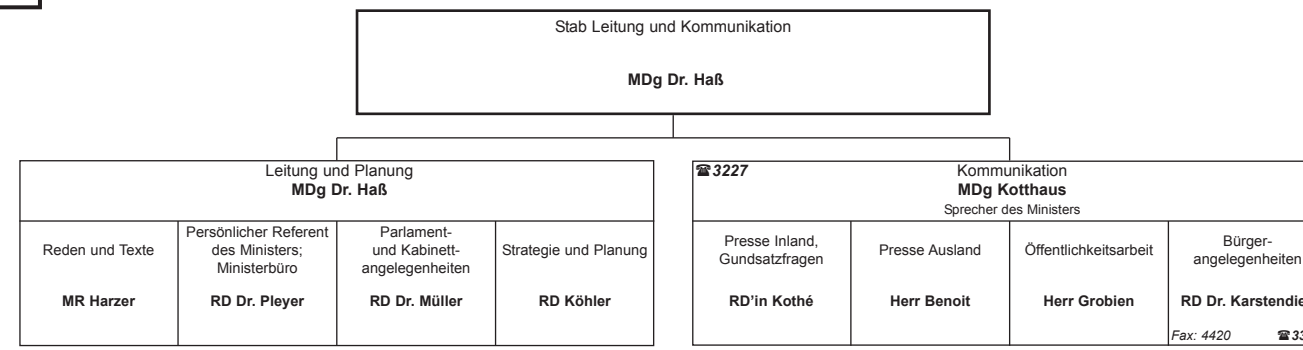 Stab Leitung und Kommunikation
MDg Dr. Haß
Leitung und Planung
MDg Dr. Haß
Reden und Texte
MR Harzer
Persönlicher Referent
des Ministers;
Ministerbüro
RD Dr. Pleyer
Parlament-
und Kabinett-
angelegenheiten
RD Dr. Müller
Strategie und Planung
RD Köhler
☎3227
Kommunikation
MDg Kotthaus
Sprecher des Ministers
Presse Inland,
Gundsatzfragen
RD’in Kothé
Presse Ausland
Herr Benoit
Öffentlichkeitsarbeit
Herr Grobien
Bürger-
angelegenheiten
RD Dr.
Fax: 4420